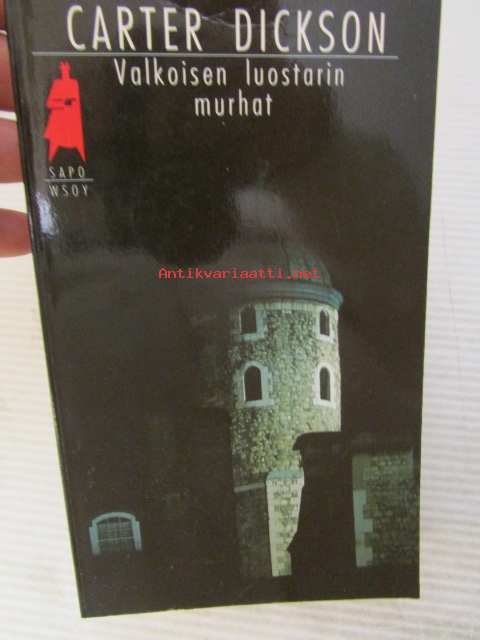 CARTER DICKSON
Valkoisen luostarin
murhat
SAPO
WSOY
Antikvariaatti.net